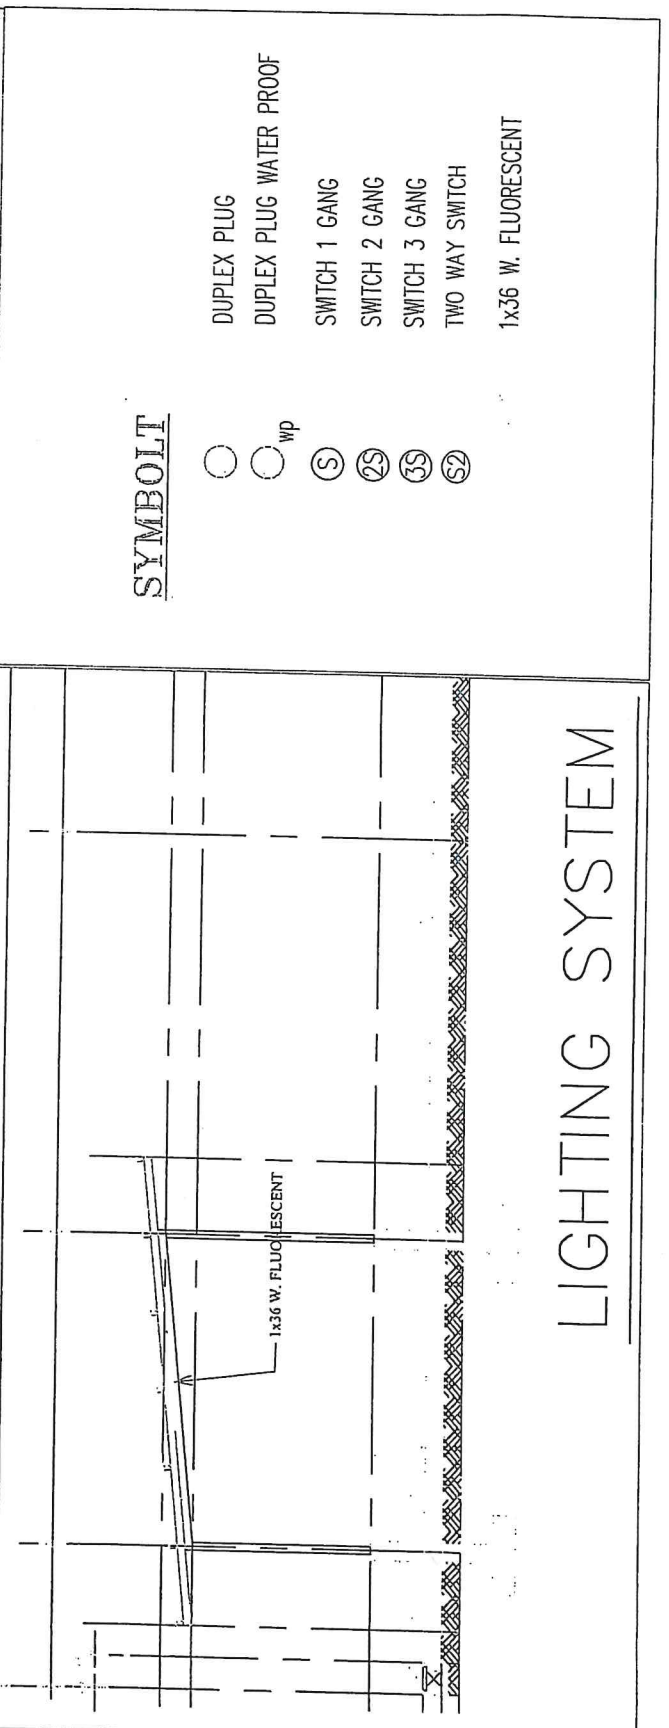 SYMBOLT
DUPLEX PLUG
wp DUPLEX PLUG WATER PROOF
S SWITCH 1 GANG
2S SWITCH 2 GANG
3S SWITCH 3 GANG
S2 TWO WAY SWITCH
1x36 W. FLUORESCENT
1x36 W. FLUORESCENT
LIGHTING SYSTEM